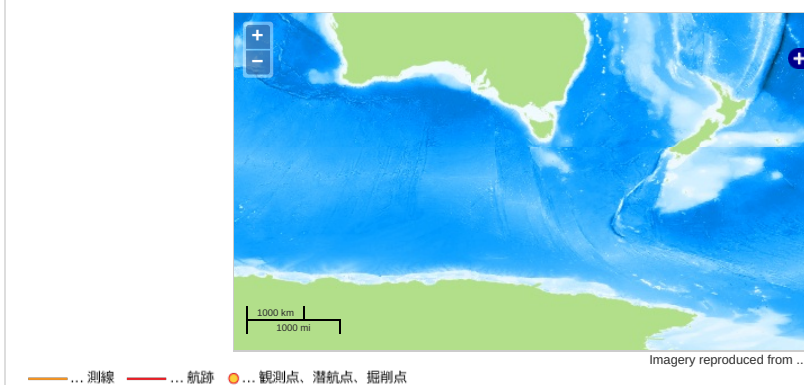 +
−
+
1000 km
1000 mi
Imagery reproduced from ...
... 測線 ... 航跡 ... 観測点、潜航点、掘削点